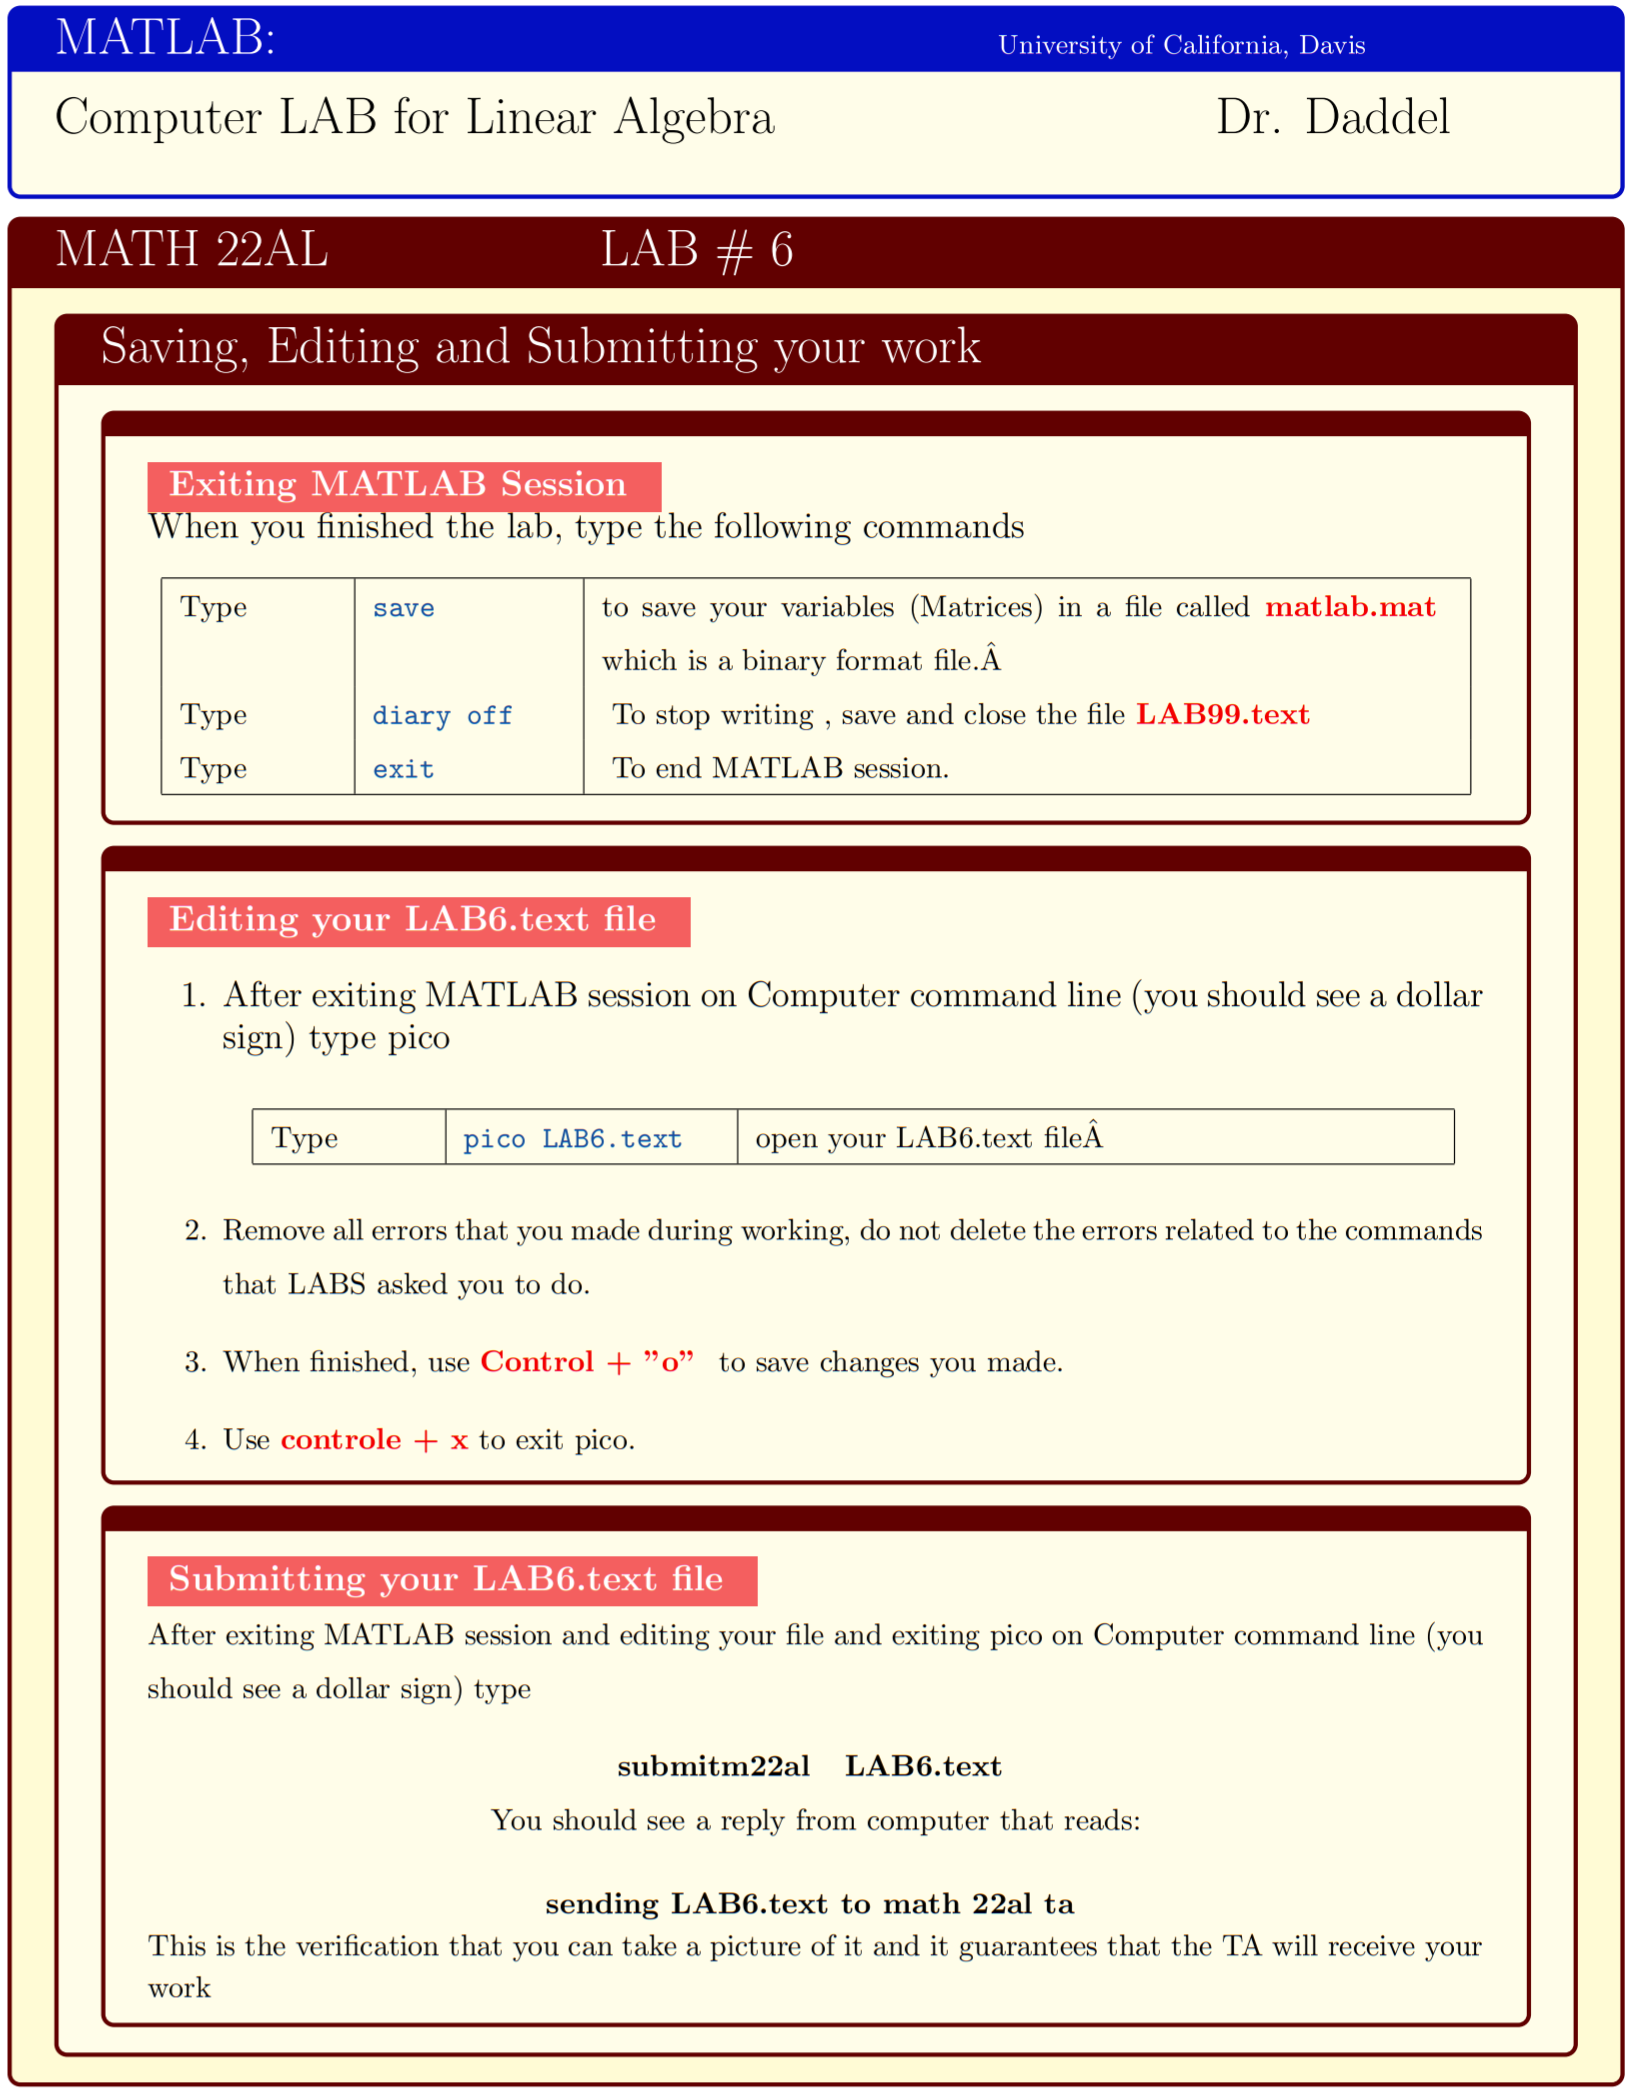 MATLAB: University of California, Davis
Computer LAB for Linear Algebra Dr. Daddel
MATH 22AL LAB # 6
Saving, Editing and Submitting your work
Exiting MATLAB Session
When you finished the lab, type the following commands
Type save to save your variables (Matrices) in a file called matlab.mat
which is a binary format file.Â
Type diary off To stop writing , save and close the file LAB99.text
Type exit To end MATLAB session.
Editing your LAB6.text file
1. After exiting MATLAB session on Computer command line (you should see a dollar
sign) type pico
Type pico LAB6.text open your LAB6.text fileÂ
2. Remove all errors that you made during working, do not delete the errors related to the commands
that LABS asked you to do.
3. When finished, use Control + ”o” to save changes you made.
4. Use controle + x to exit pico.
Submitting your LAB6.text file
After exiting MATLAB session and editing your file and exiting pico on Computer command line (you
should see a dollar sign) type
submitm22al LAB6.text
You should see a reply from computer that reads:
sending LAB6.text to math 22al ta
This is the verification that you can take a picture of it and it guarantees that the TA will receive your
work